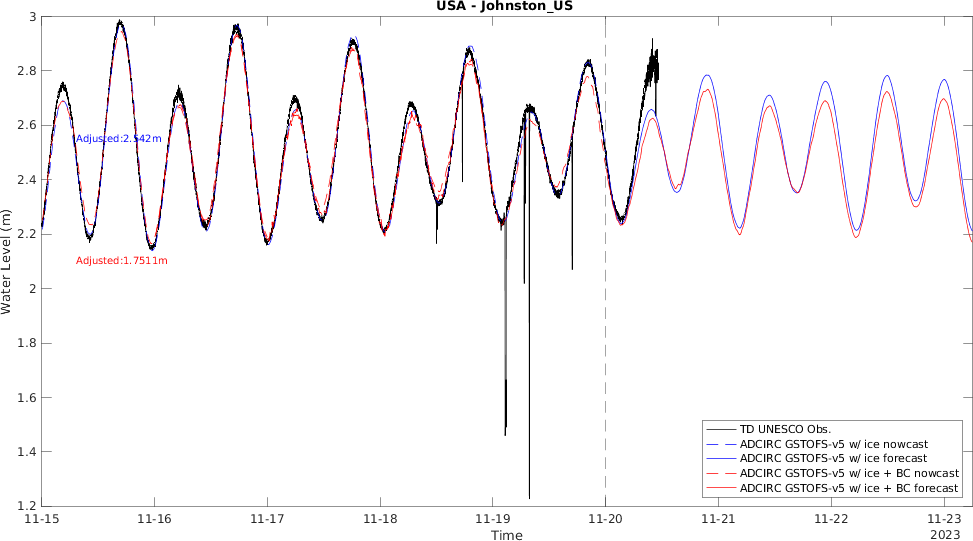 USA - Johnston_US
3
2.8
2.6
2.4
2.2
2
1.8
1.6
1.4
1.2
Water Level (m)
Adjusted:2.542m
Adjusted:1.7511m
TD UNESCO Obs.
ADCIRC GSTOFS-v5 w/ ice nowcast
ADCIRC GSTOFS-v5 w/ ice forecast
ADCIRC GSTOFS-v5 w/ ice + BC nowcast
ADCIRC GSTOFS-v5 w/ ice + BC forecast
11-15 11-16 11-17 11-18 11-19 11-20 11-21 11-22 11-23
Time
2023